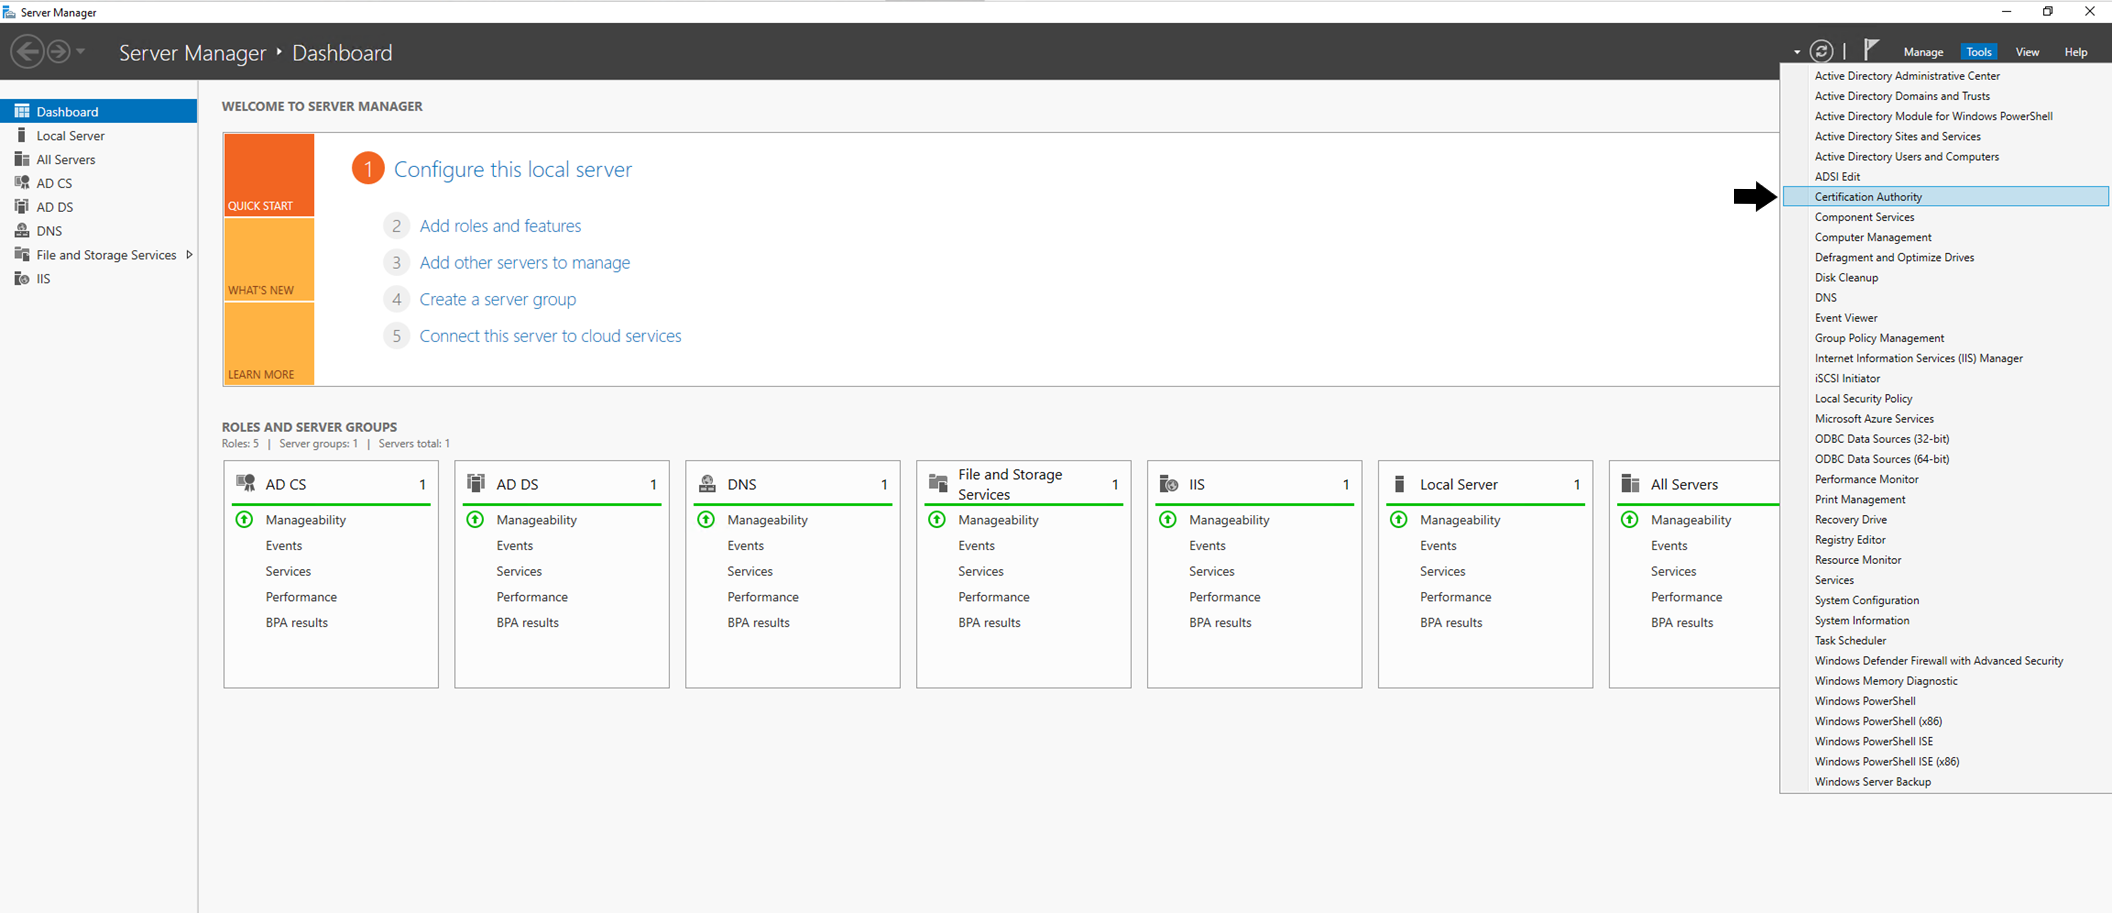 Server Manager
Server Manager ‣ Dashboard
Manage
Tools
View
Help
Dashboard
Local Server
All Servers
AD CS
AD DS
DNS
File and Storage Services
IIS
WELCOME TO SERVER MANAGER
QUICK START
WHAT'S NEW
LEARN MORE
1 Configure this local server
2 Add roles and features
3 Add other servers to manage
4 Create a server group
5 Connect this server to cloud services
ROLES AND SERVER GROUPS
Roles: 5 | Server groups: 1 | Servers total: 1
AD CS 1
Manageability
Events
Services
Performance
BPA results
AD DS 1
Manageability
Events
Services
Performance
BPA results
DNS 1
Manageability
Events
Services
Performance
BPA results
File and Storage
Services 1
Manageability
Events
Services
Performance
BPA results
IIS 1
Manageability
Events
Services
Performance
BPA results
Local Server 1
Manageability
Events
Services
Performance
BPA results
All Servers
Manageability
Events
Services
Performance
BPA results
Active Directory Administrative Center
Active Directory Domains and Trusts
Active Directory Module for Windows PowerShell
Active Directory Sites and Services
Active Directory Users and Computers
ADSI Edit
Certification Authority
Component Services
Computer Management
Defragment and Optimize Drives
Disk Cleanup
DNS
Event Viewer
Group Policy Management
Internet Information Services (IIS) Manager
iSCSI Initiator
Local Security Policy
Microsoft Azure Services
ODBC Data Sources (32-bit)
ODBC Data Sources (64-bit)
Performance Monitor
Print Management
Recovery Drive
Registry Editor
Resource Monitor
Services
System Configuration
System Information
Task Scheduler
Windows Defender Firewall with Advanced Security
Windows Memory Diagnostic
Windows PowerShell
Windows PowerShell (x86)
Windows PowerShell ISE
Windows PowerShell ISE (x86)
Windows Server Backup